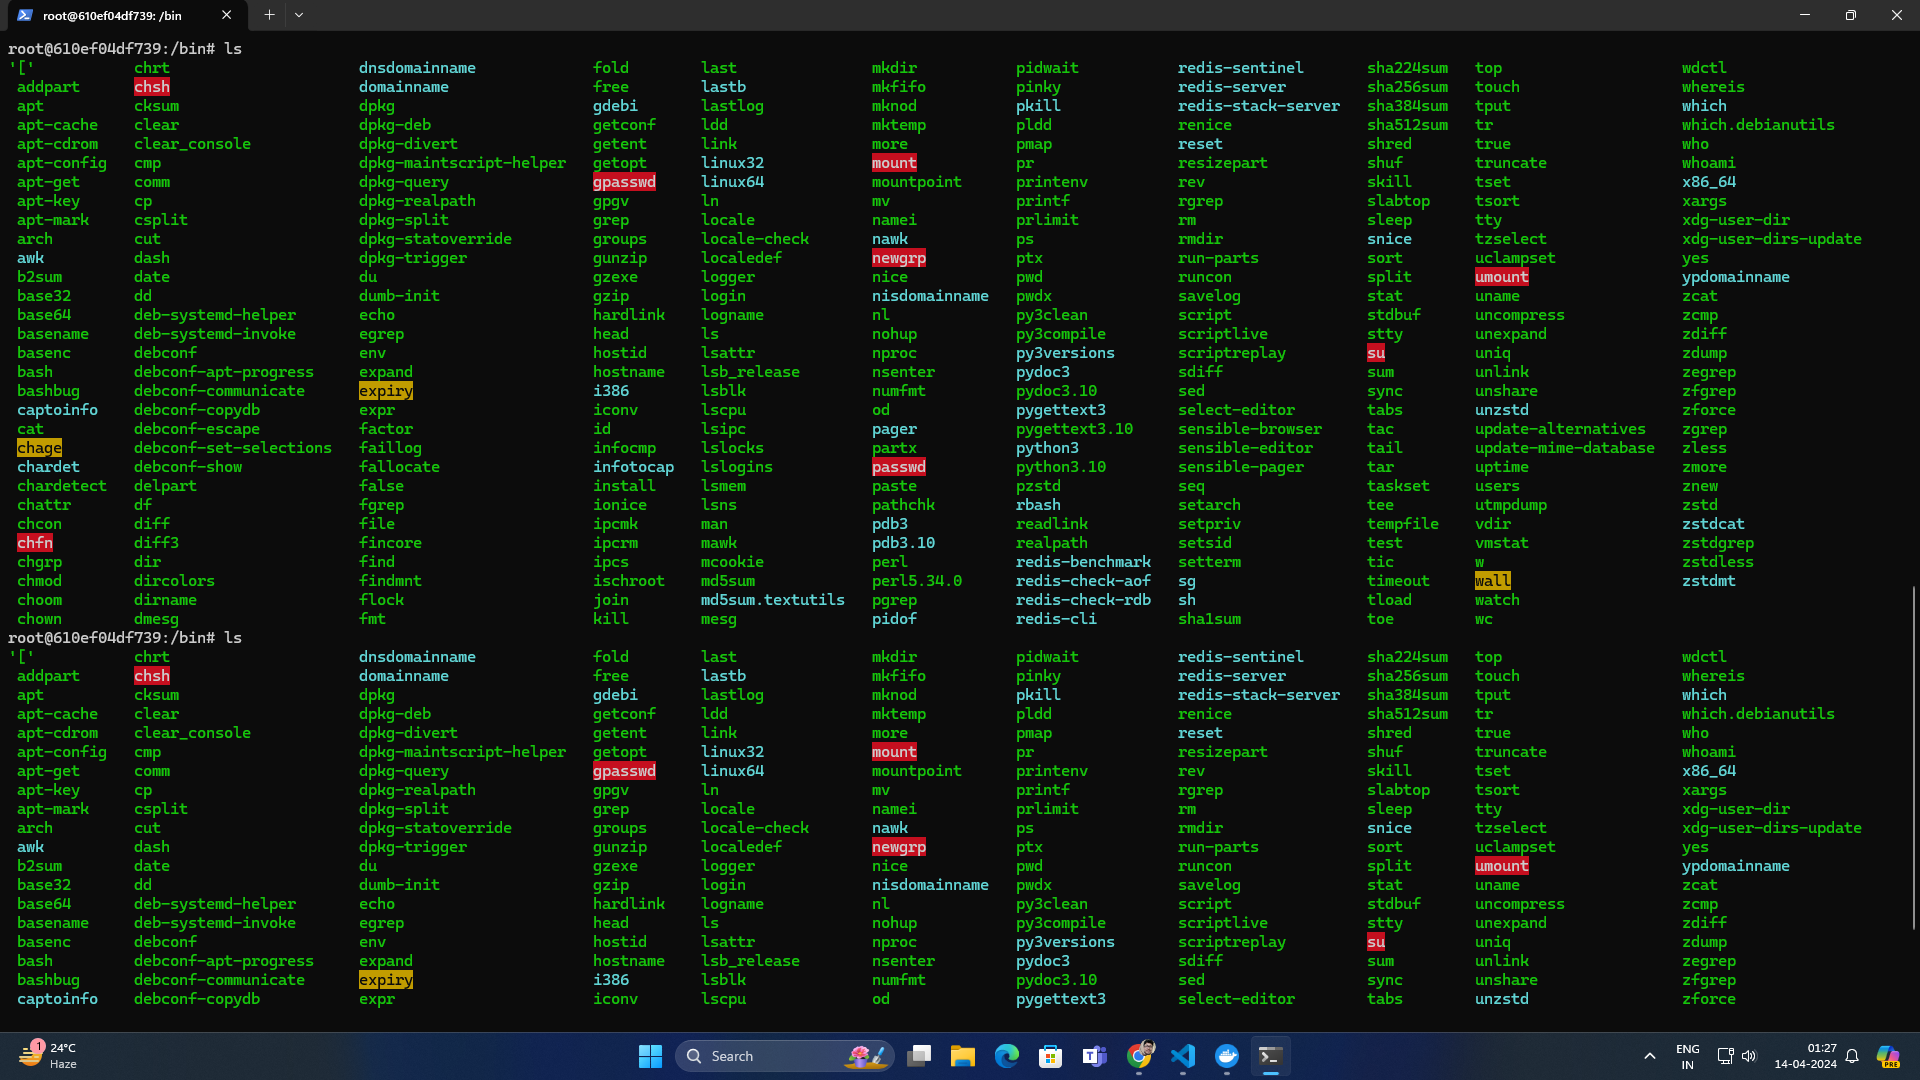 root@610ef04df739: /bin
root@610ef04df739:/bin# ls
'[' chrt dnsdomainname fold last mkdir pidwait redis-sentinel sha224sum top wdctl
addpart chsh domainname free lastb mkfifo pinky redis-server sha256sum touch whereis
apt cksum dpkg gdebi lastlog mknod pkill redis-stack-server sha384sum tput which
apt-cache clear dpkg-deb getconf ldd mktemp pldd renice sha512sum tr which.debianutils
apt-cdrom clear_console dpkg-divert getent link more pmap reset shred true who
apt-config cmp dpkg-maintscript-helper getopt linux32 mount pr resizepart shuf truncate whoami
apt-get comm dpkg-query gpasswd linux64 mountpoint printenv rev skill tset x86_64
apt-key cp dpkg-realpath gpgv ln mv printf rgrep slabtop tsort xargs
apt-mark csplit dpkg-split grep locale namei prlimit rm sleep tty xdg-user-dir
arch cut dpkg-statoverride groups locale-check nawk ps rmdir snice tzselect xdg-user-dirs-update
awk dash dpkg-trigger gunzip localedef newgrp ptx run-parts sort uclampset yes
b2sum date du gzexe logger nice pwd runcon split umount ypdomainname
base32 dd dumb-init gzip login nisdomainname pwdx savelog stat uname zcat
base64 deb-systemd-helper echo hardlink logname nl py3clean script stdbuf uncompress zcmp
basename deb-systemd-invoke egrep head ls nohup py3compile scriptlive stty unexpand zdiff
basenc debconf env hostid lsattr nproc py3versions scriptreplay su uniq zdump
bash debconf-apt-progress expand hostname lsb_release nsenter pydoc3 sdiff sum unlink zegrep
bashbug debconf-communicate expiry i386 lsblk numfmt pydoc3.10 sed sync unshare zfgrep
captoinfo debconf-copydb expr iconv lscpu od pygettext3 select-editor tabs unzstd zforce
cat debconf-escape factor id lsipc pager pygettext3.10 sensible-browser tac update-alternatives zgrep
chage debconf-set-selections faillog infocmp lslocks partx python3 sensible-editor tail update-mime-database zless
chardet debconf-show fallocate infotocap lslogins passwd python3.10 sensible-pager tar uptime zmore
chardetect delpart false install lsmem paste pzstd seq taskset users znew
chattr df fgrep ionice lsns pathchk rbash setarch tee utmpdump zstd
chcon diff file ipcmk man pdb3 readlink setpriv tempfile vdir zstdcat
chfn diff3 fincore ipcrm mawk pdb3.10 realpath setsid test vmstat zstdgrep
chgrp dir find ipcs mcookie perl redis-benchmark setterm tic w zstdless
chmod dircolors findmnt ischroot md5sum perl5.34.0 redis-check-aof sg timeout wall zstdmt
choom dirname flock join md5sum.textutils pgrep redis-check-rdb sh tload watch
chown dmesg fmt kill mesg pidof redis-cli sha1sum toe wc
root@610ef04df739:/bin# ls
'[' chrt dnsdomainname fold last mkdir pidwait redis-sentinel sha224sum top wdctl
addpart chsh domainname free lastb mkfifo pinky redis-server sha256sum touch whereis
apt cksum dpkg gdebi lastlog mknod pkill redis-stack-server sha384sum tput which
apt-cache clear dpkg-deb getconf ldd mktemp pldd renice sha512sum tr which.debianutils
apt-cdrom clear_console dpkg-divert getent link more pmap reset shred true who
apt-config cmp dpkg-maintscript-helper getopt linux32 mount pr resizepart shuf truncate whoami
apt-get comm dpkg-query gpasswd linux64 mountpoint printenv rev skill tset x86_64
apt-key cp dpkg-realpath gpgv ln mv printf rgrep slabtop tsort xargs
apt-mark csplit dpkg-split grep locale namei prlimit rm sleep tty xdg-user-dir
arch cut dpkg-statoverride groups locale-check nawk ps rmdir snice tzselect xdg-user-dirs-update
awk dash dpkg-trigger gunzip localedef newgrp ptx run-parts sort uclampset yes
b2sum date du gzexe logger nice pwd runcon split umount ypdomainname
base32 dd dumb-init gzip login nisdomainname pwdx savelog stat uname zcat
base64 deb-systemd-helper echo hardlink logname nl py3clean script stdbuf uncompress zcmp
basename deb-systemd-invoke egrep head ls nohup py3compile scriptlive stty unexpand zdiff
basenc debconf env hostid lsattr nproc py3versions scriptreplay su uniq zdump
bash debconf-apt-progress expand hostname lsb_release nsenter pydoc3 sdiff sum unlink zegrep
bashbug debconf-communicate expiry i386 lsblk numfmt pydoc3.10 sed sync unshare zfgrep
captoinfo debconf-copydb expr iconv lscpu od pygettext3 select-editor tabs unzstd zforce
1
24°C
Haze
Search
ENG
IN
01:27
14-04-2024
PRE